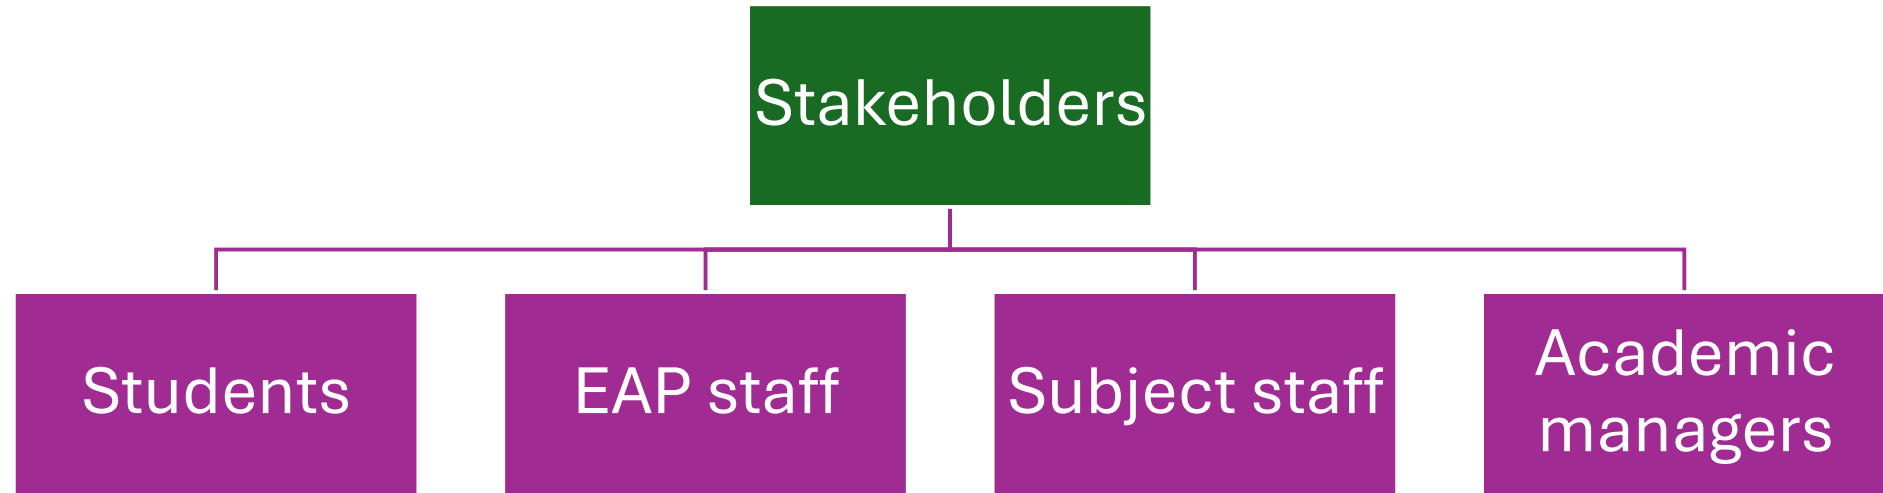 Stakeholders
Students
EAP staff
Subject staff
Academic
managers